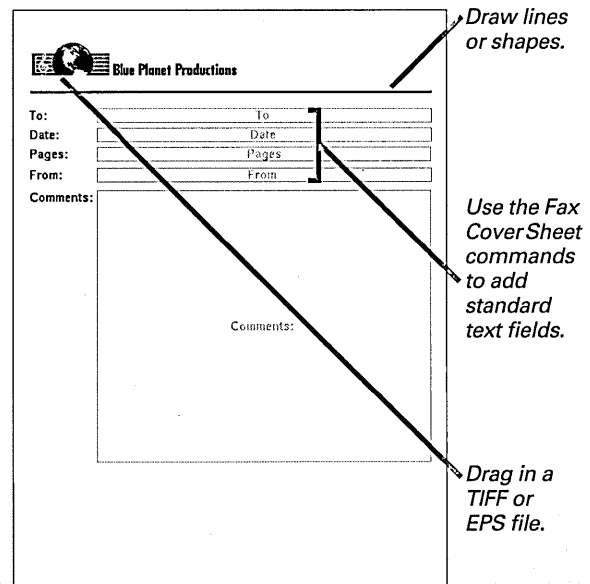 Draw lines
or shapes.
Blue Planet Productions
To: To
Date: Date
Pages: Pages
From: From
Comments:
Comments:
Use the Fax
Cover Sheet
commands
to add
standard
text fields.
Drag in a
TIFF or
EPS file.